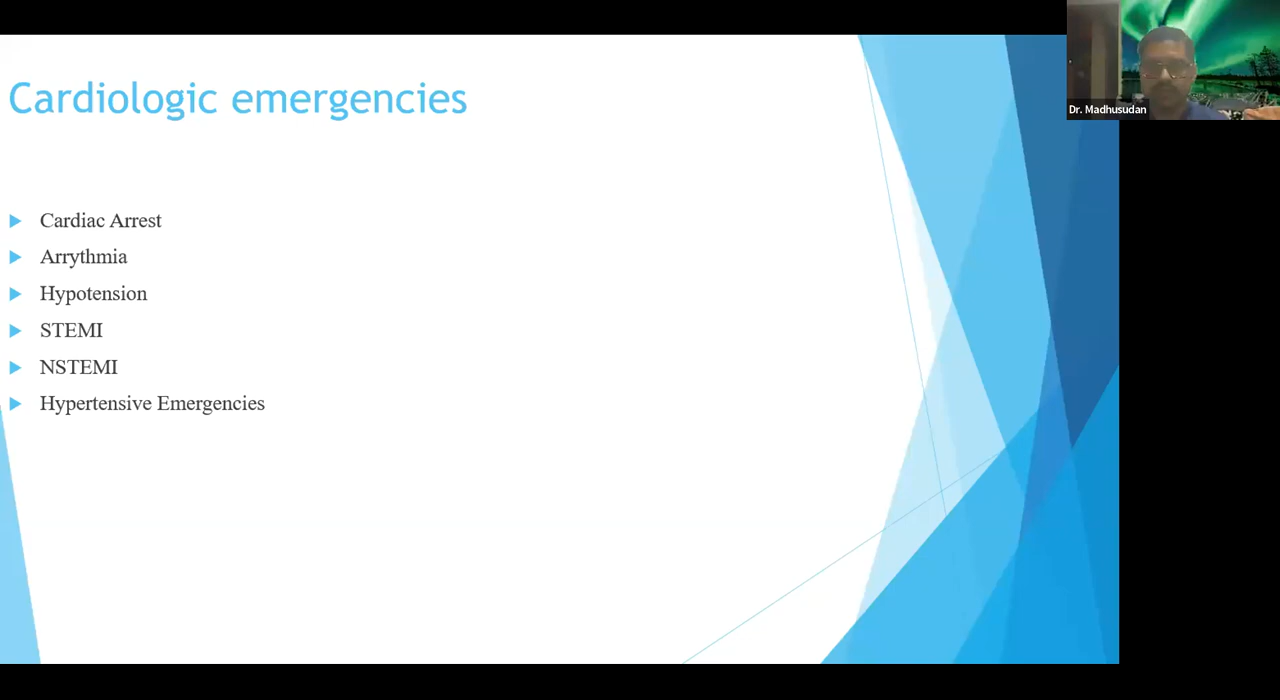 Cardiologic emergencies
Cardiac Arrest
Arrythmia
Hypotension
STEMI
NSTEMI
Hypertensive Emergencies
Dr. Madhusudan